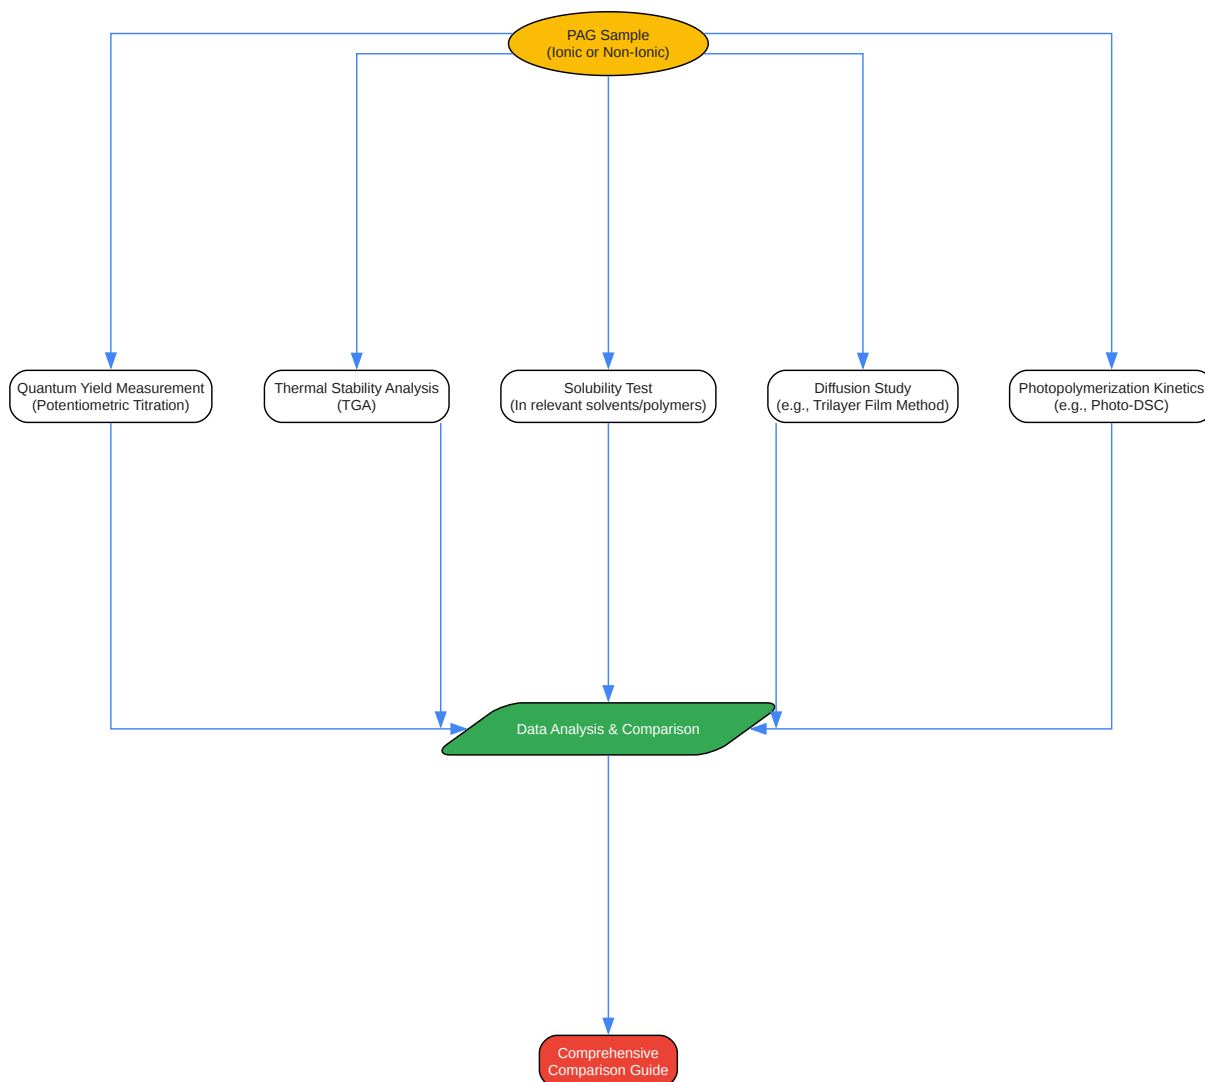 PAG Sample
(Ionic or Non-Ionic)
Quantum Yield Measurement
(Potentiometric Titration)
Thermal Stability Analysis
(TGA)
Solubility Test
(In relevant solvents/polymers)
Diffusion Study
(e.g., Trilayer Film Method)
Photopolymerization Kinetics
(e.g., Photo-DSC)
Data Analysis & Comparison
Comprehensive
Comparison Guide